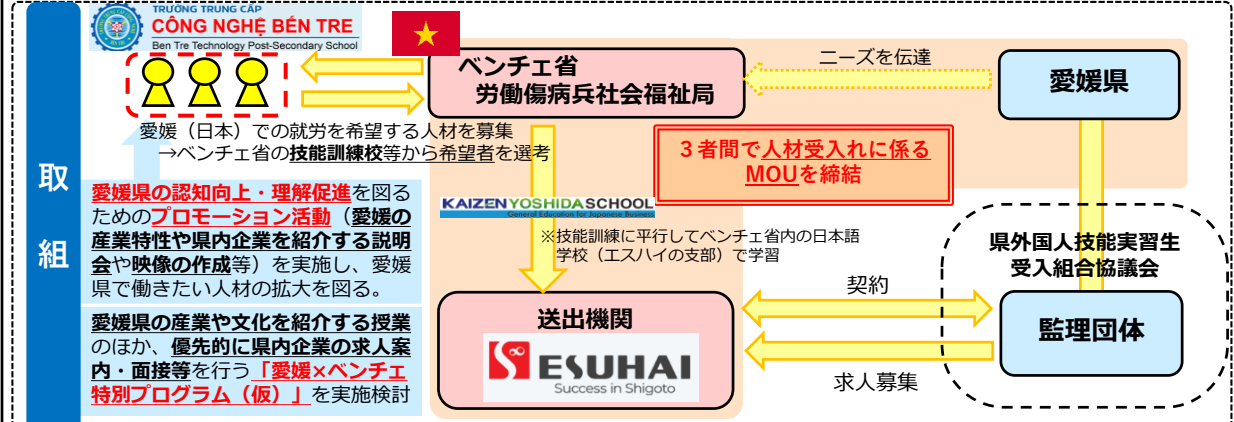 TRƯỜNG TRUNG CẤP
CÔNG NGHỆ BẾN TRE
Ben Tre Technology Post-Secondary School
ベンチェ省
労働傷病兵社会福祉局
ニーズを伝達
愛媛県
愛媛（日本）での就労を希望する人材を募集
→ベンチェ省の技能訓練校等から希望者を選考
３者間で人材受入れに係る
MOUを締結
取
組
愛媛県の認知向上・理解促進を図る
ためのプロモーション活動（愛媛の
産業特性や県内企業を紹介する説明
会や映像の作成等）を実施し、愛媛
県で働きたい人材の拡大を図る。
KAIZEN YOSHIDA SCHOOL
General Education for Japanese Business
※技能訓練に平行してベンチェ省内の日本語
学校（エスハイの支部）で学習
県外国人技能実習生
受入組合協議会
契約
送出機関
監理団体
愛媛県の産業や文化を紹介する授業
のほか、優先的に県内企業の求人案
内・面接等を行う「愛媛×ベンチェ
特別プログラム（仮）」を実施検討
ESUHAI
Success in Shigoto
求人募集